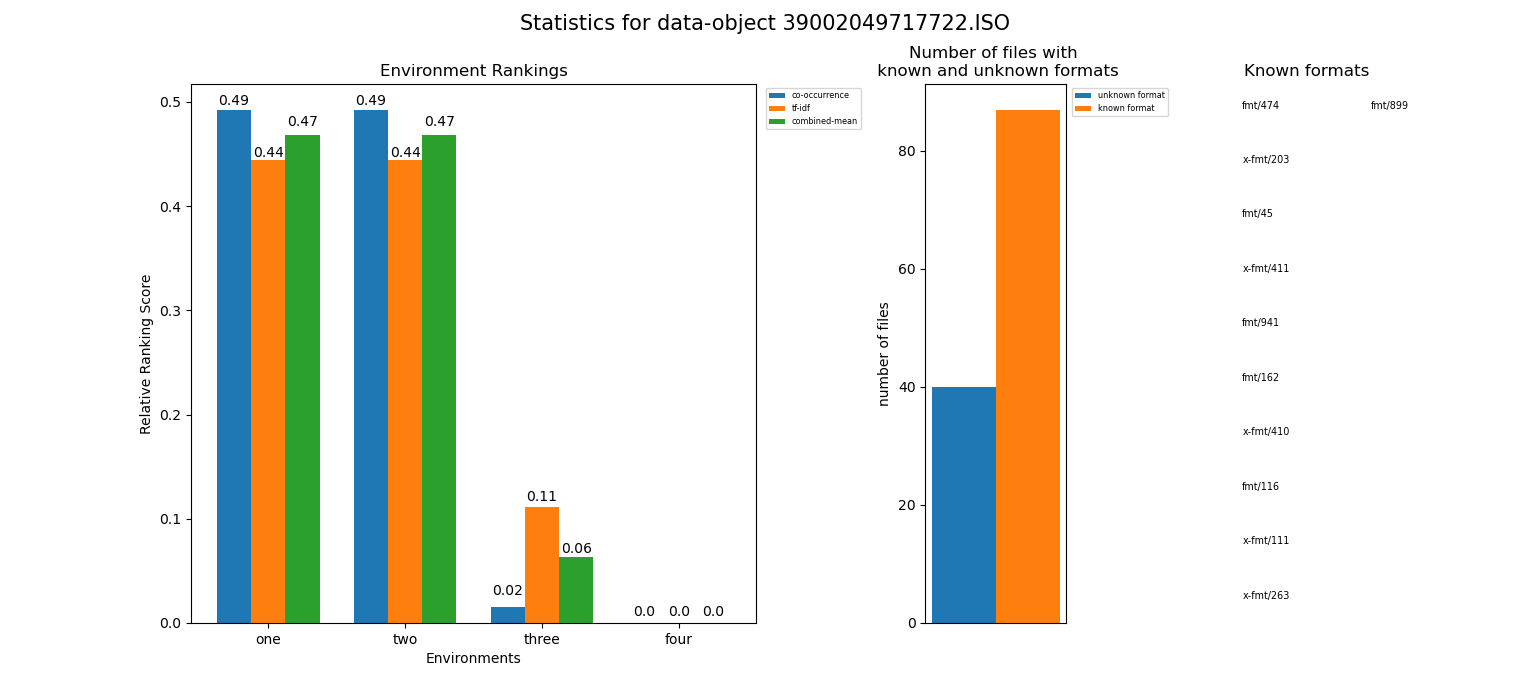 Statistics for data-object 39002049717722.ISO
Environment Rankings
co-occurrence
tf-idf
combined-mean
Relative Ranking Score
0.5
0.4
0.3
0.2
0.1
0.0
0.49
0.44
0.47
0.49
0.44
0.47
0.02
0.11
0.06
0.0
0.0
0.0
one
two
three
four
Environments
Number of files with
known and unknown formats
unknown format
known format
number of files
80
60
40
20
0
Known formats
fmt/474
fmt/899
x-fmt/203
fmt/45
x-fmt/411
fmt/941
fmt/162
x-fmt/410
fmt/116
x-fmt/111
x-fmt/263